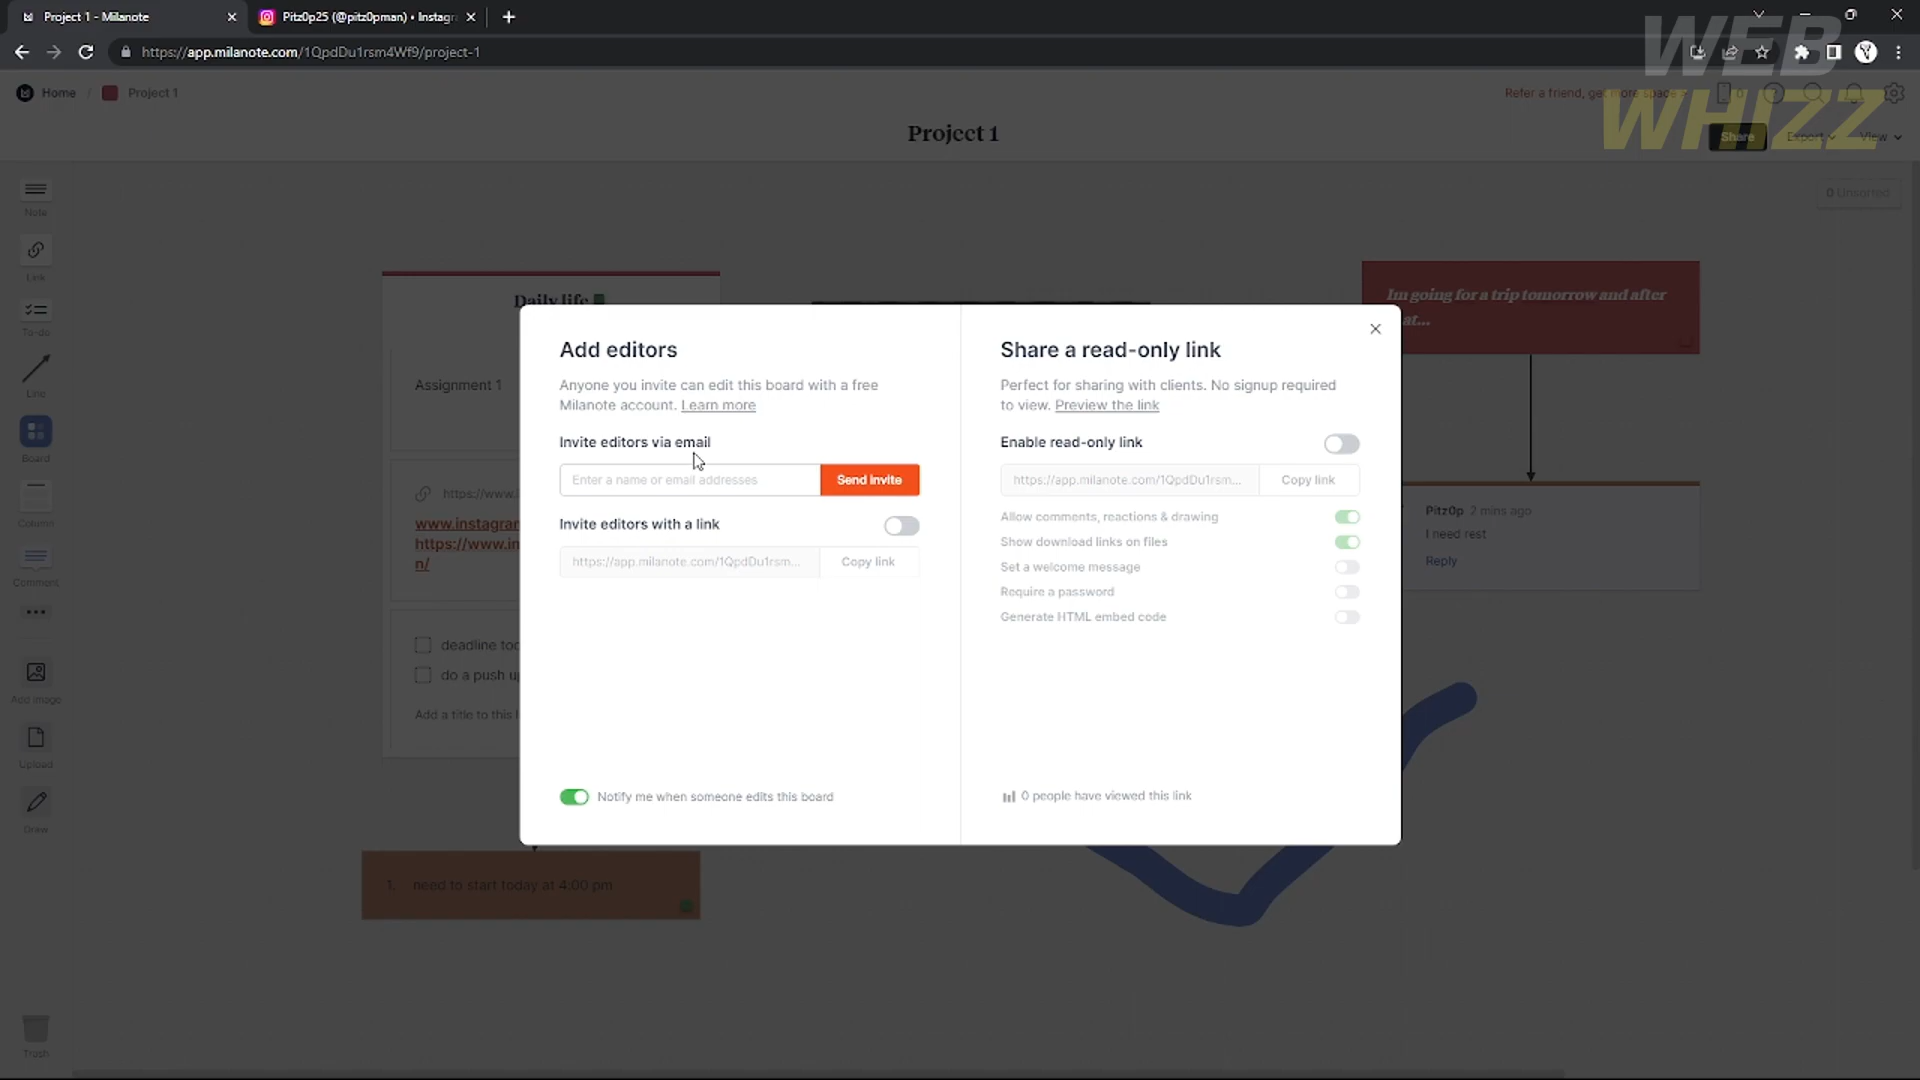 Project 1 - Milanote
Pitz0p25 (@pitz0pman) • Instagr
https://app.milanote.com/1QpdDu1rsm4Wf9/project-1
WEB
WHIZZ
Home / Project 1
Refer a friend, get more space
Project 1
Share
Export
View
0 Unsorted
Note
Link
To-do
Line
Board
Column
Comment
Add image
Upload
Draw
Trash
Daily life
Assignment 1
https://www.i
www.instagran
https://www.in
n/
deadline too
do a push u
Add a title to this l
1. need to start today at 4:00 pm
Im going for a trip tomorrow and after
at...
Pitz0p 2 mins ago
I need rest
Reply
Add editors
Anyone you invite can edit this board with a free
Milanote account. Learn more
Invite editors via email
Enter a name or email addresses
Send invite
Invite editors with a link
https://app.milanote.com/1QpdDu1rsm...
Copy link
Notify me when someone edits this board
Share a read-only link
Perfect for sharing with clients. No signup required
to view. Preview the link
Enable read-only link
https://app.milanote.com/1QpdDu1rsm...
Copy link
Allow comments, reactions & drawing
Show download links on files
Set a welcome message
Require a password
Generate HTML embed code
0 people have viewed this link